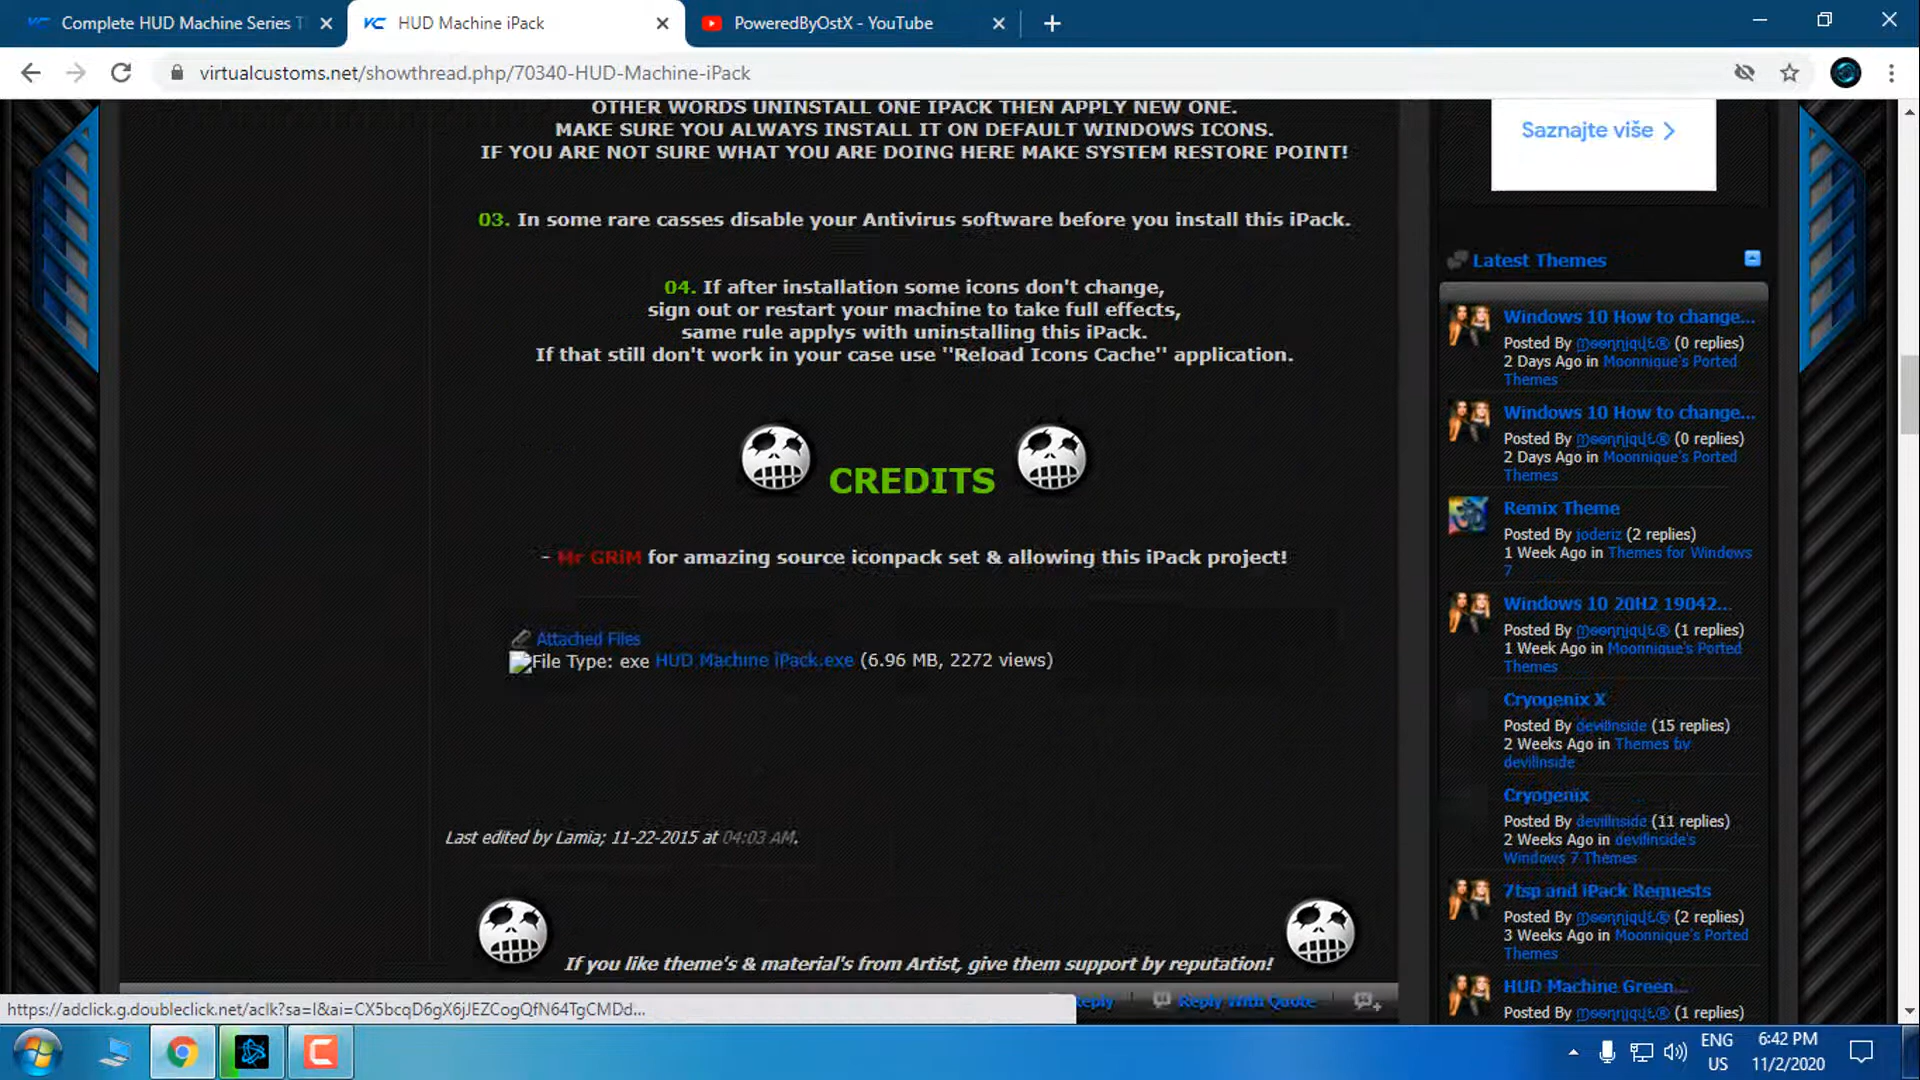 Complete HUD Machine Series T
HUD Machine iPack
PoweredByOstX - YouTube
virtualcustoms.net/showthread.php/70340-HUD-Machine-iPack
OTHER WORDS UNINSTALL ONE IPACK THEN APPLY NEW ONE.
MAKE SURE YOU ALWAYS INSTALL IT ON DEFAULT WINDOWS ICONS.
IF YOU ARE NOT SURE WHAT YOU ARE DOING HERE MAKE SYSTEM RESTORE POINT!
03. In some rare casses disable your Antivirus software before you install this iPack.
04. If after installation some icons don't change,
sign out or restart your machine to take full effects,
same rule applys with uninstalling this iPack.
If that still don't work in your case use ''Reload Icons Cache'' application.
CREDITS
- Mr GRiM for amazing source iconpack set & allowing this iPack project!
Attached Files
File Type: exe HUD Machine iPack.exe (6.96 MB, 2272 views)
Last edited by Lamia; 11-22-2015 at 04:03 AM.
If you like theme's & material's from Artist, give them support by reputation!
Reply
Reply With Quote
Saznajte više
Latest Themes
Windows 10 How to change...
Posted By (0 replies)
2 Days Ago in Moonnique's Ported
Themes
Windows 10 How to change...
Posted By (0 replies)
2 Days Ago in Moonnique's Ported
Themes
Remix Theme
Posted By joderiz (2 replies)
1 Week Ago in Themes for Windows
7
Windows 10 20H2 19042...
Posted By (1 replies)
1 Week Ago in Moonnique's Ported
Themes
Cryogenix X
Posted By devillnside (15 replies)
2 Weeks Ago in Themes by
devillnside
Cryogenix
Posted By devillnside (11 replies)
2 Weeks Ago in devillnside's
Windows 7 Themes
7tsp and iPack Requests
Posted By (2 replies)
3 Weeks Ago in Moonnique's Ported
Themes
HUD Machine Green...
Posted By (1 replies)
https://adclick.g.doubleclick.net/aclk?sa=l&ai=CX5bcqD6gX6jJEZCogQfN64TgCMDd...
ENG
US
6:42 PM
11/2/2020